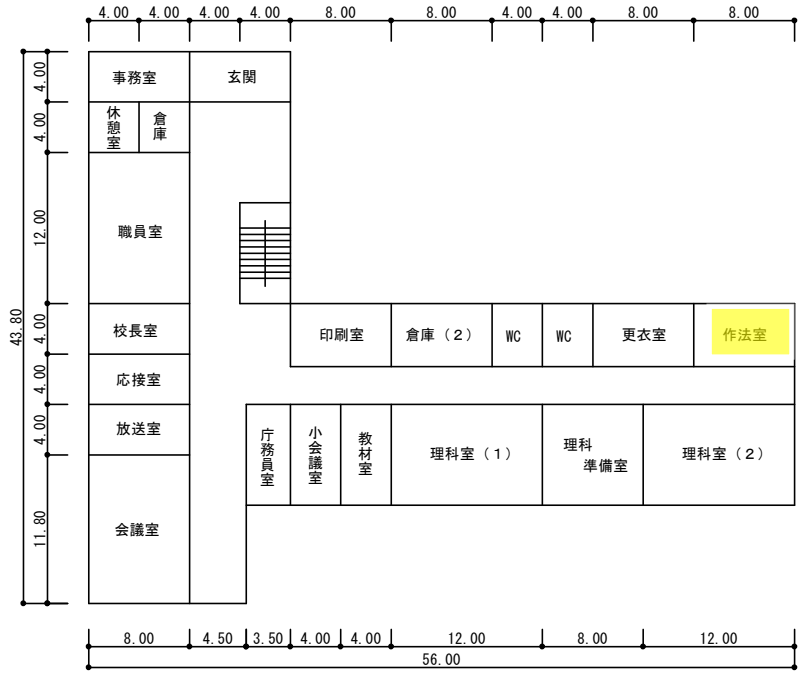 4.00 4.00 4.00 4.00 8.00 8.00 4.00 4.00 8.00 8.00
43.80
4.00
4.00
12.00
4.00
4.00
4.00
11.80
事務室
玄関
休憩室
倉庫
職員室
校長室
応接室
放送室
会議室
印刷室
倉庫（2）
WC
WC
更衣室
作法室
庁務員室
小会議室
教材室
理科室（1）
理科
準備室
理科室（2）
8.00 4.50 3.50 4.00 4.00 12.00 8.00 12.00
56.00